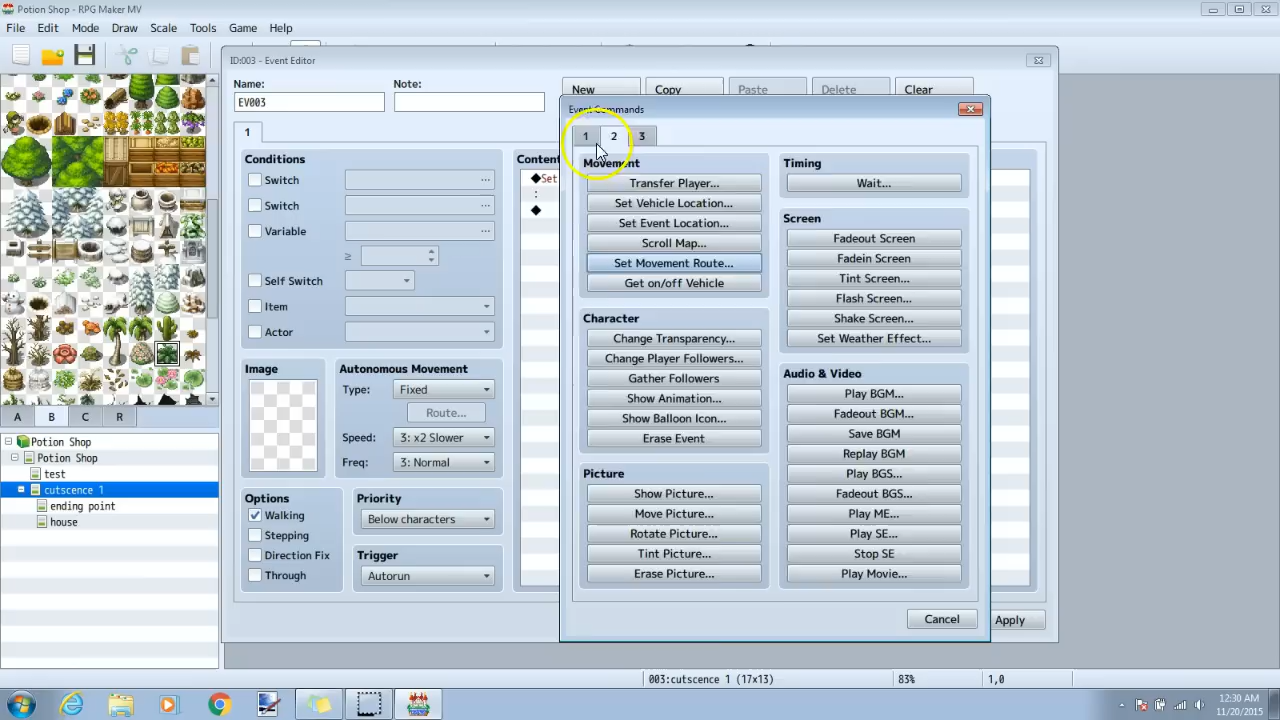 Potion Shop - RPG Maker MV
File Edit Mode Draw Scale Tools Game Help
ID:003 - Event Editor
Name:
Note:
New Copy Paste Delete Clear
EV003
Event Commands
1
1 2 3
Conditions
Switch ...
Switch ...
Variable ...
≥
Self Switch
Item
Actor
Image
Autonomous Movement
Type: Fixed
Route...
Speed: 3: x2 Slower
Freq: 3: Normal
Options
Walking
Stepping
Direction Fix
Through
Priority
Below characters
Trigger
Autorun
Conten
◆Set
:
◆
Movement
Transfer Player...
Set Vehicle Location...
Set Event Location...
Scroll Map...
Set Movement Route...
Get on/off Vehicle
Character
Change Transparency...
Change Player Followers...
Gather Followers
Show Animation...
Show Balloon Icon...
Erase Event
Picture
Show Picture...
Move Picture...
Rotate Picture...
Tint Picture...
Erase Picture...
Timing
Wait...
Screen
Fadeout Screen
Fadein Screen
Tint Screen...
Flash Screen...
Shake Screen...
Set Weather Effect...
Audio & Video
Play BGM...
Fadeout BGM...
Save BGM
Replay BGM
Play BGS...
Fadeout BGS...
Play ME...
Play SE...
Stop SE
Play Movie...
Cancel
Apply
A B C R
Potion Shop
Potion Shop
test
cutscence 1
ending point
house
003:cutscence 1 (17x13) 83% 1,0
12:30 AM
11/20/2015